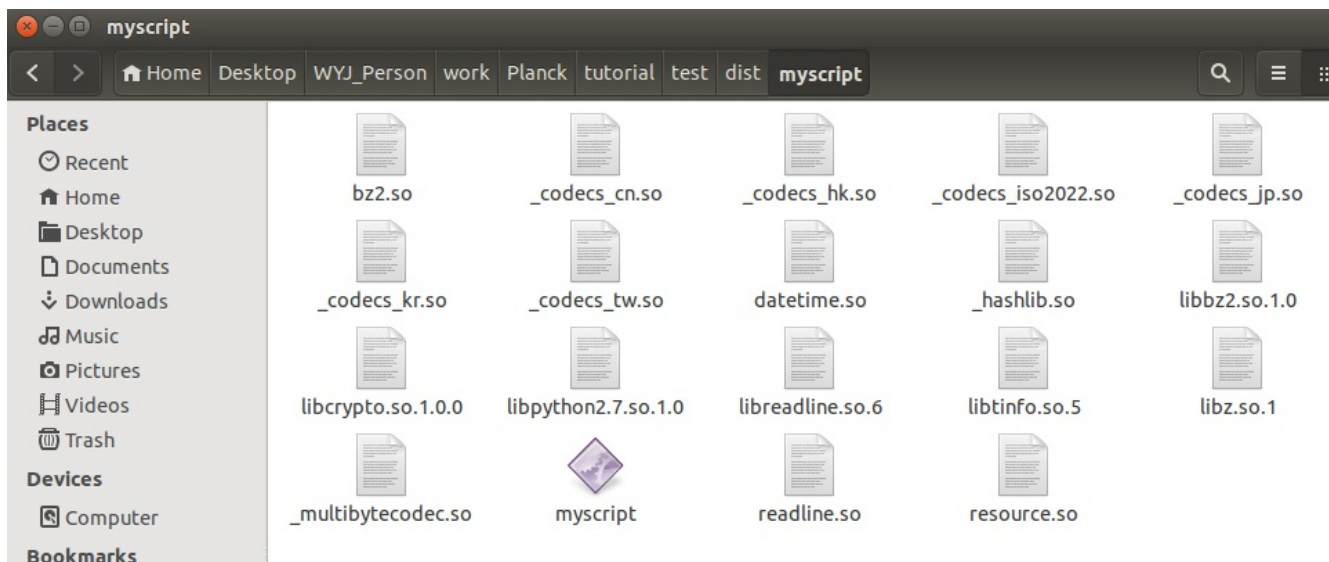 myscript
Home Desktop WYJ_Person work Planck tutorial test dist myscript
Places
Recent
Home
Desktop
Documents
Downloads
Music
Pictures
Videos
Trash
Devices
Computer
Bookmarks
bz2.so _codecs_cn.so _codecs_hk.so _codecs_iso2022.so _codecs_jp.so
_codecs_kr.so _codecs_tw.so datetime.so _hashlib.so libbz2.so.1.0
libcrypto.so.1.0.0 libpython2.7.so.1.0 libreadline.so.6 libtinfo.so.5 libz.so.1
_multibytecodec.so myscript readline.so resource.so